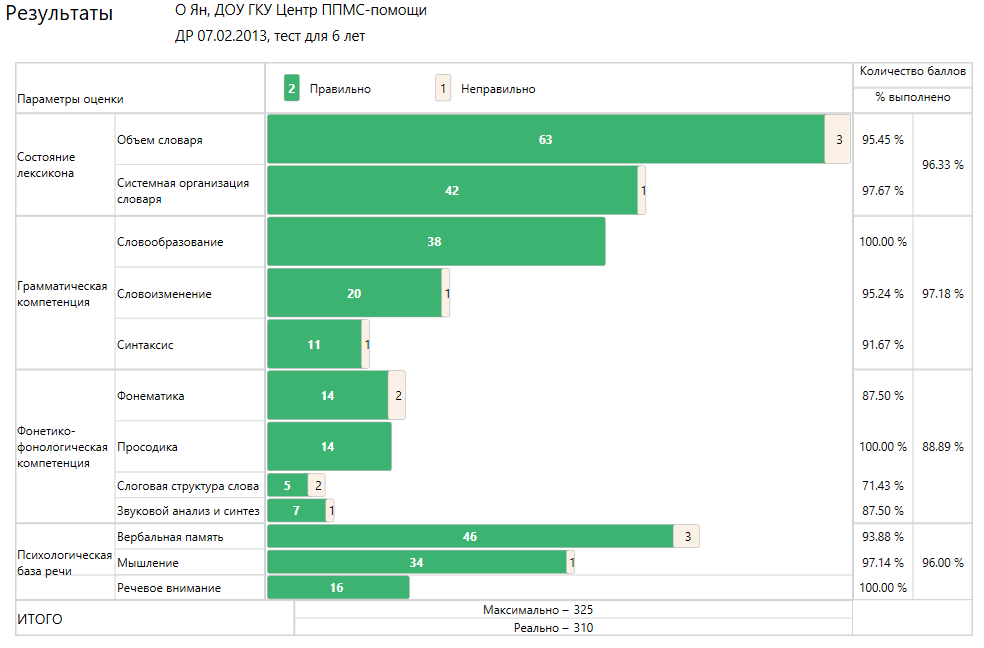 Результаты
О Ян, ДОУ ГКУ Центр ППМС-помощи
ДР 07.02.2013, тест для 6 лет
Параметры оценки
2 Правильно 1 Неправильно
Количество баллов
% выполнено
Состояние
лексикона
Объем словаря 63 3 95.45 %
96.33 %
Системная организация
словаря
42 1 97.67 %
Грамматическая
компетенция
Словообразование 38 100.00 %
Словоизменение 20 1 95.24 % 97.18 %
Синтаксис 11 1 91.67 %
Фонетико-
фонологическая
компетенция
Фонематика 14 2 87.50 %
Просодика 14 100.00 % 88.89 %
Слоговая структура слова 5 2 71.43 %
Звуковой анализ и синтез 7 1 87.50 %
Психологическая
база речи
Вербальная память 46 3 93.88 %
Мышление 34 1 97.14 % 96.00 %
Речевое внимание 16 100.00 %
ИТОГО
Максимально – 325
Реально – 310